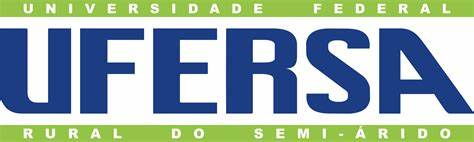 UNIVERSIDADE FEDERAL
UFERSA
RURAL DO SEMI-ÁRIDO